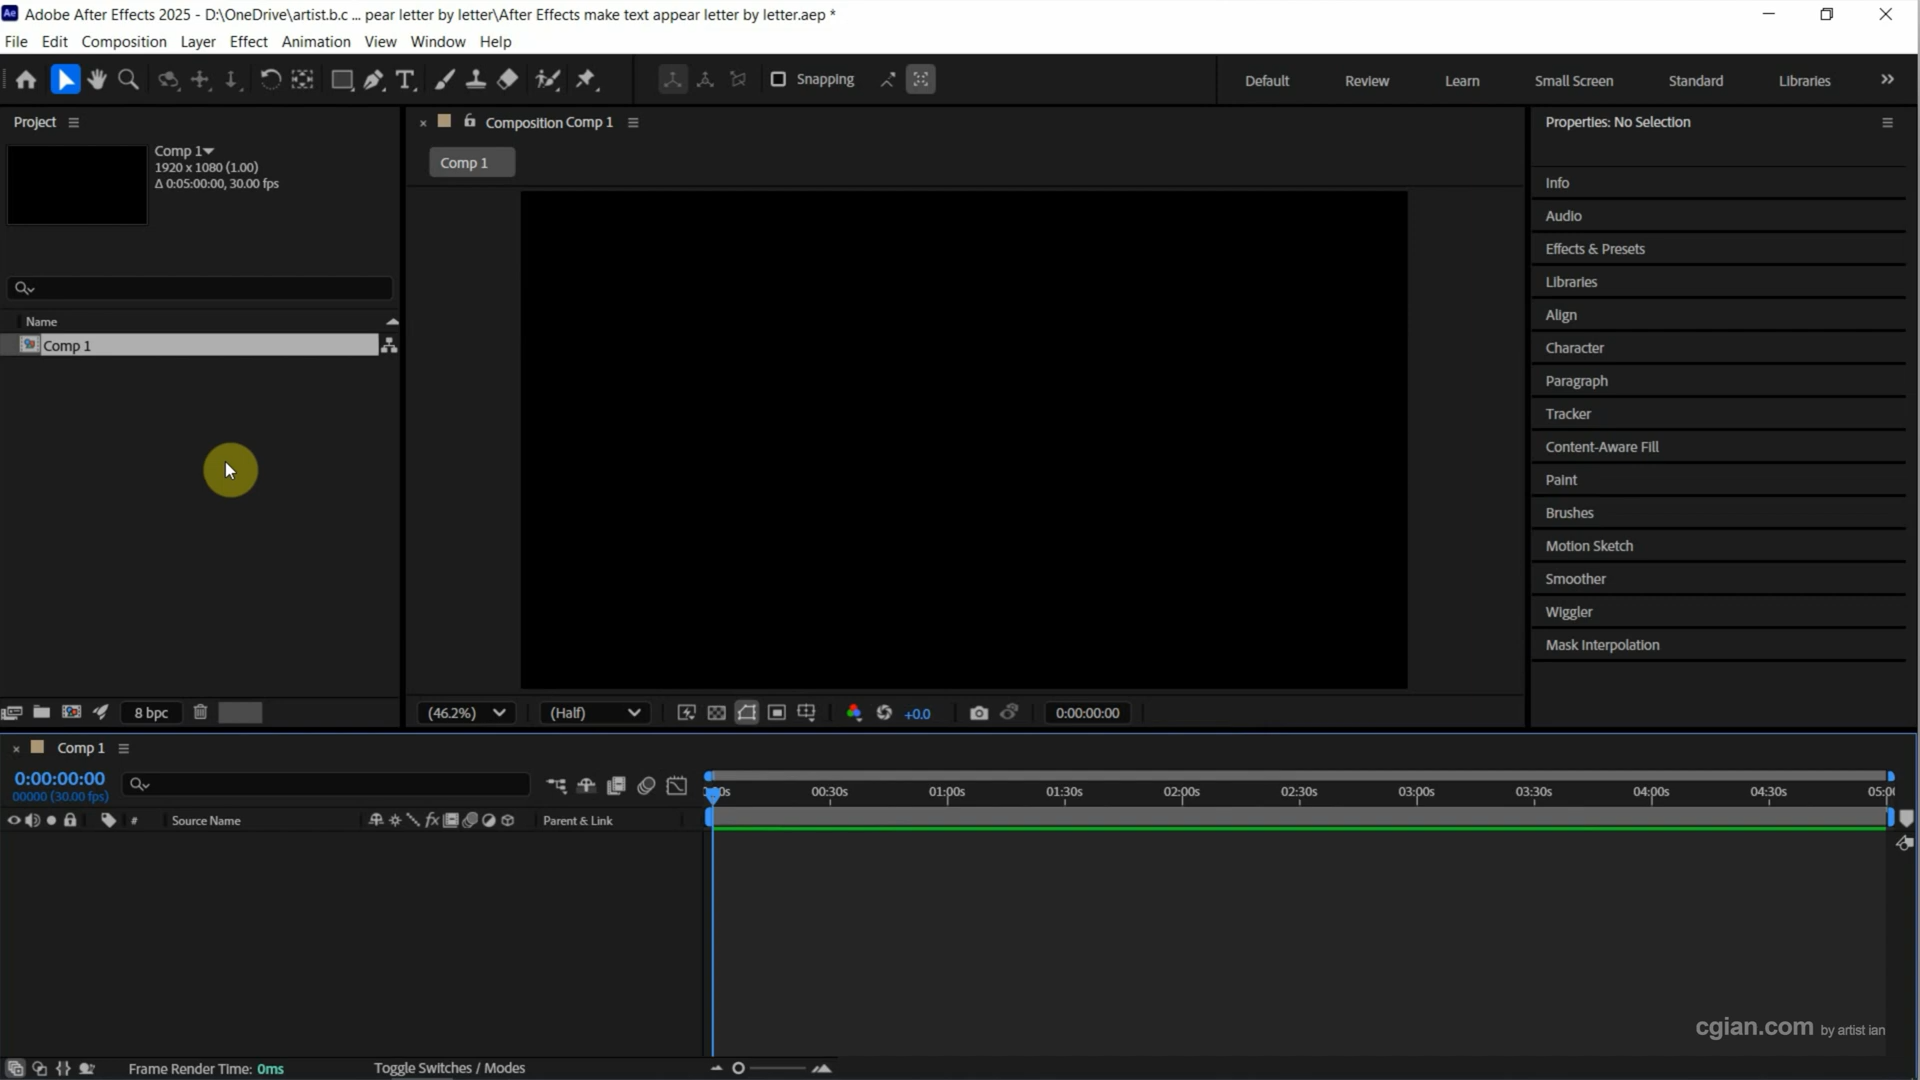 Adobe After Effects 2025 - D:\OneDrive\artist.b.c ... pear letter by letter\After Effects make text appear letter by letter.aep *
File Edit Composition Layer Effect Animation View Window Help
Snapping
Default Review Learn Small Screen Standard Libraries
Project
Composition Comp 1
Properties: No Selection
Comp 1
1920 x 1080 (1.00)
Δ 0:05:00:00, 30.00 fps
Comp 1
Info
Audio
Effects & Presets
Libraries
Align
Character
Paragraph
Tracker
Content-Aware Fill
Paint
Brushes
Motion Sketch
Smoother
Wiggler
Mask Interpolation
Name
Comp 1
8 bpc
(46.2%) (Half) +0.0 0:00:00:00
Comp 1
0:00:00:00
00000 (30.00 fps)
00:30s 01:00s 01:30s 02:00s 02:30s 03:00s 03:30s 04:00s 04:30s
# Source Name fx Parent & Link
cgian.com by artist ian
Frame Render Time: 0ms Toggle Switches / Modes